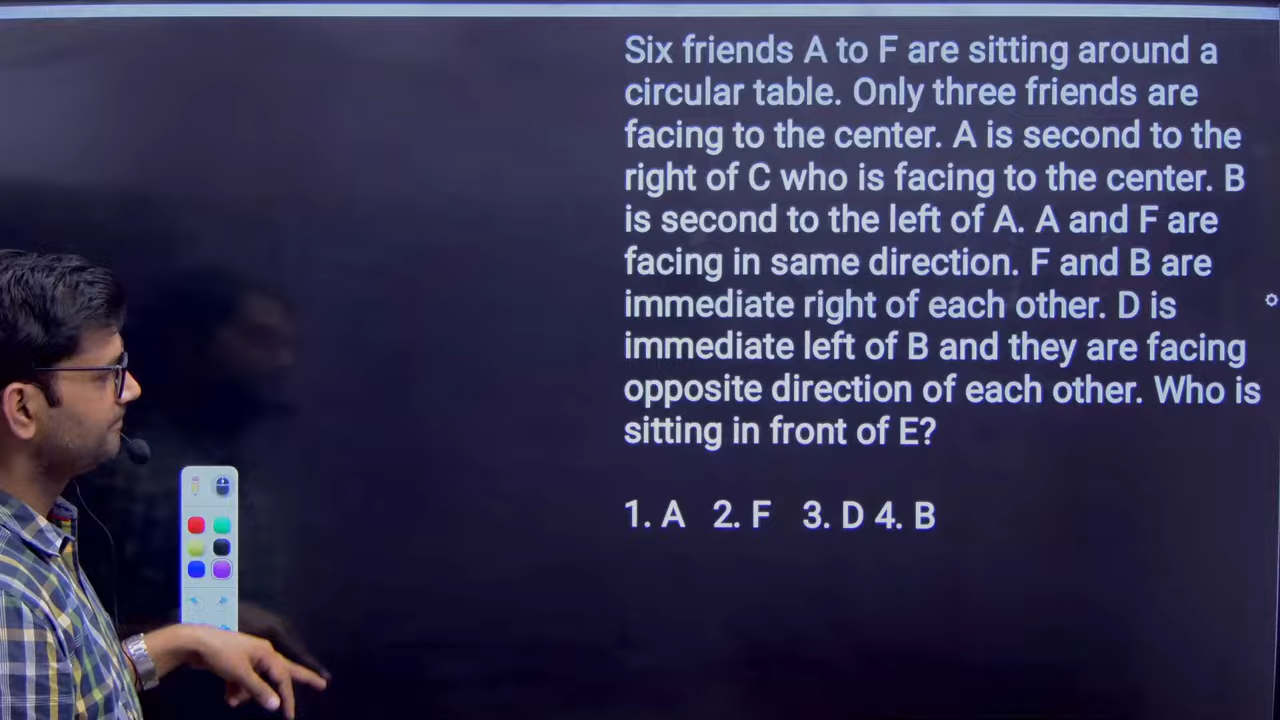 Six friends A to F are sitting around a
circular table. Only three friends are
facing to the center. A is second to the
right of C who is facing to the center. B
is second to the left of A. A and F are
facing in same direction. F and B are
immediate right of each other. D is
immediate left of B and they are facing
opposite direction of each other. Who is
sitting in front of E?
1. A 2. F 3. D 4. B